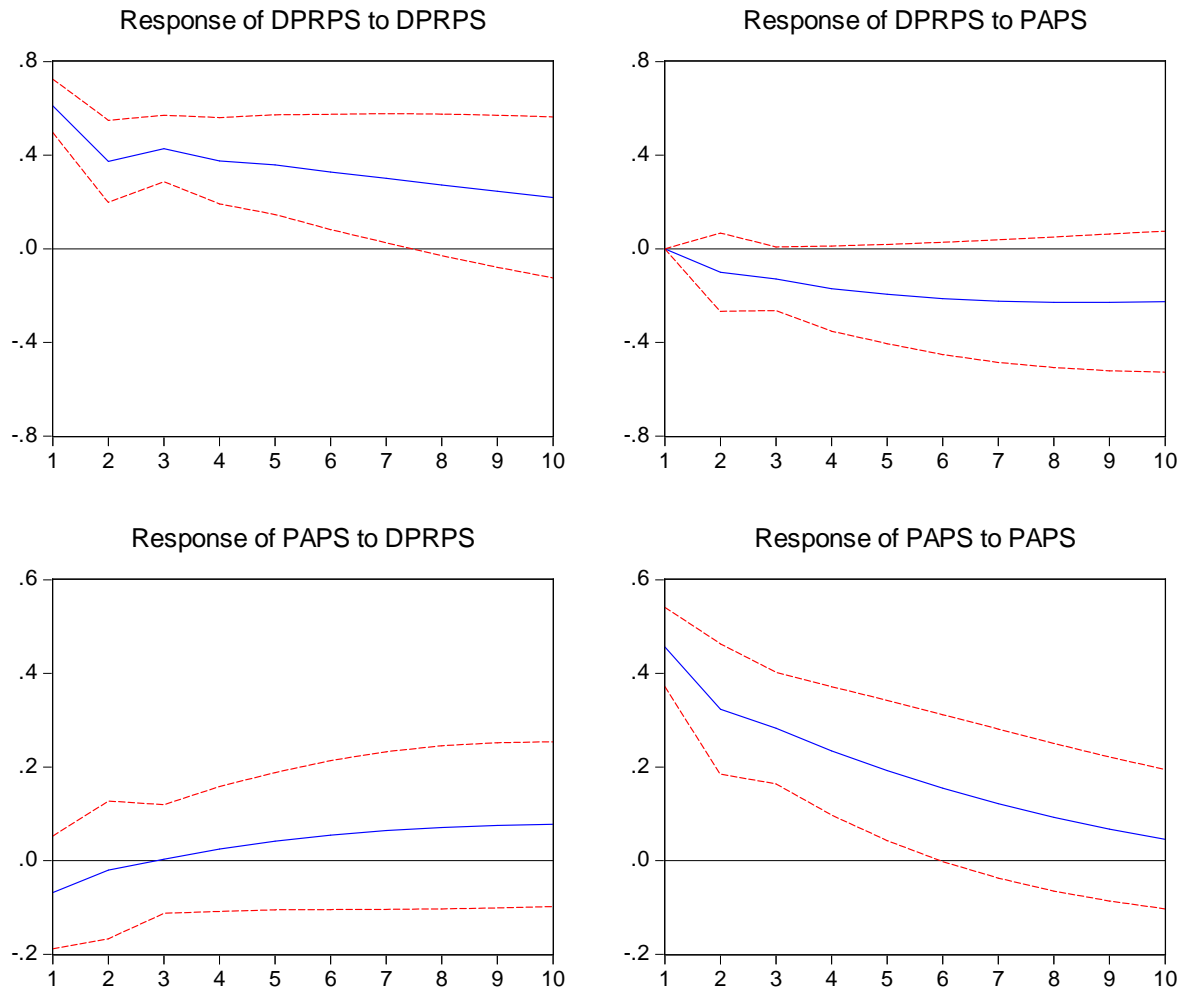 Response of DPRPS to DPRPS
.8
.4
.0
-.4
-.8
1 2 3 4 5 6 7 8 9 10
Response of DPRPS to PAPS
.8
.4
.0
-.4
-.8
1 2 3 4 5 6 7 8 9 10
Response of PAPS to DPRPS
.6
.4
.2
.0
-.2
1 2 3 4 5 6 7 8 9 10
Response of PAPS to PAPS
.6
.4
.2
.0
-.2
1 2 3 4 5 6 7 8 9 10